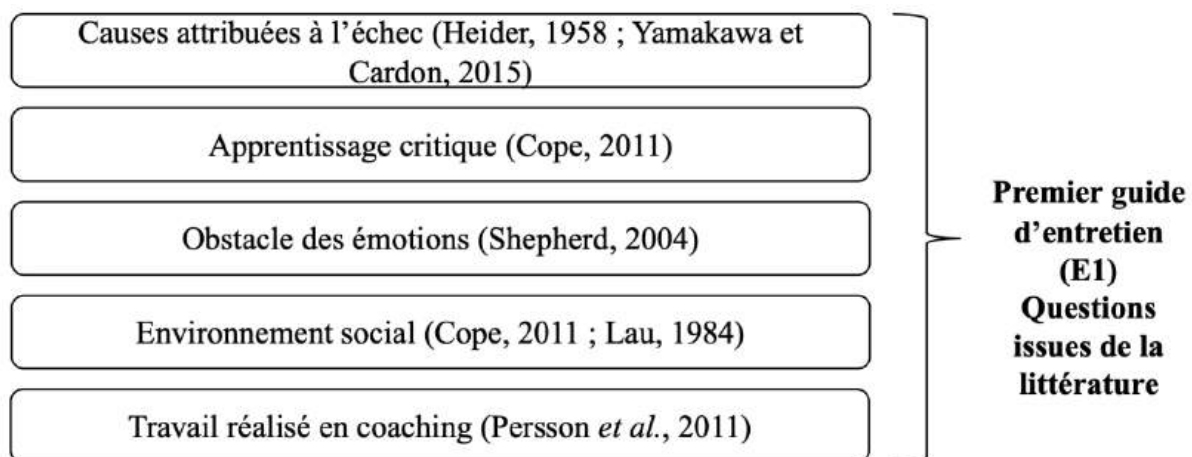 Causes attribuées à l’échec (Heider, 1958 ; Yamakawa et
Cardon, 2015)
Apprentissage critique (Cope, 2011)
Obstacle des émotions (Shepherd, 2004)
Environnement social (Cope, 2011 ; Lau, 1984)
Travail réalisé en coaching (Persson et al., 2011)
Premier guide
d’entretien
(E1)
Questions
issues de la
littérature